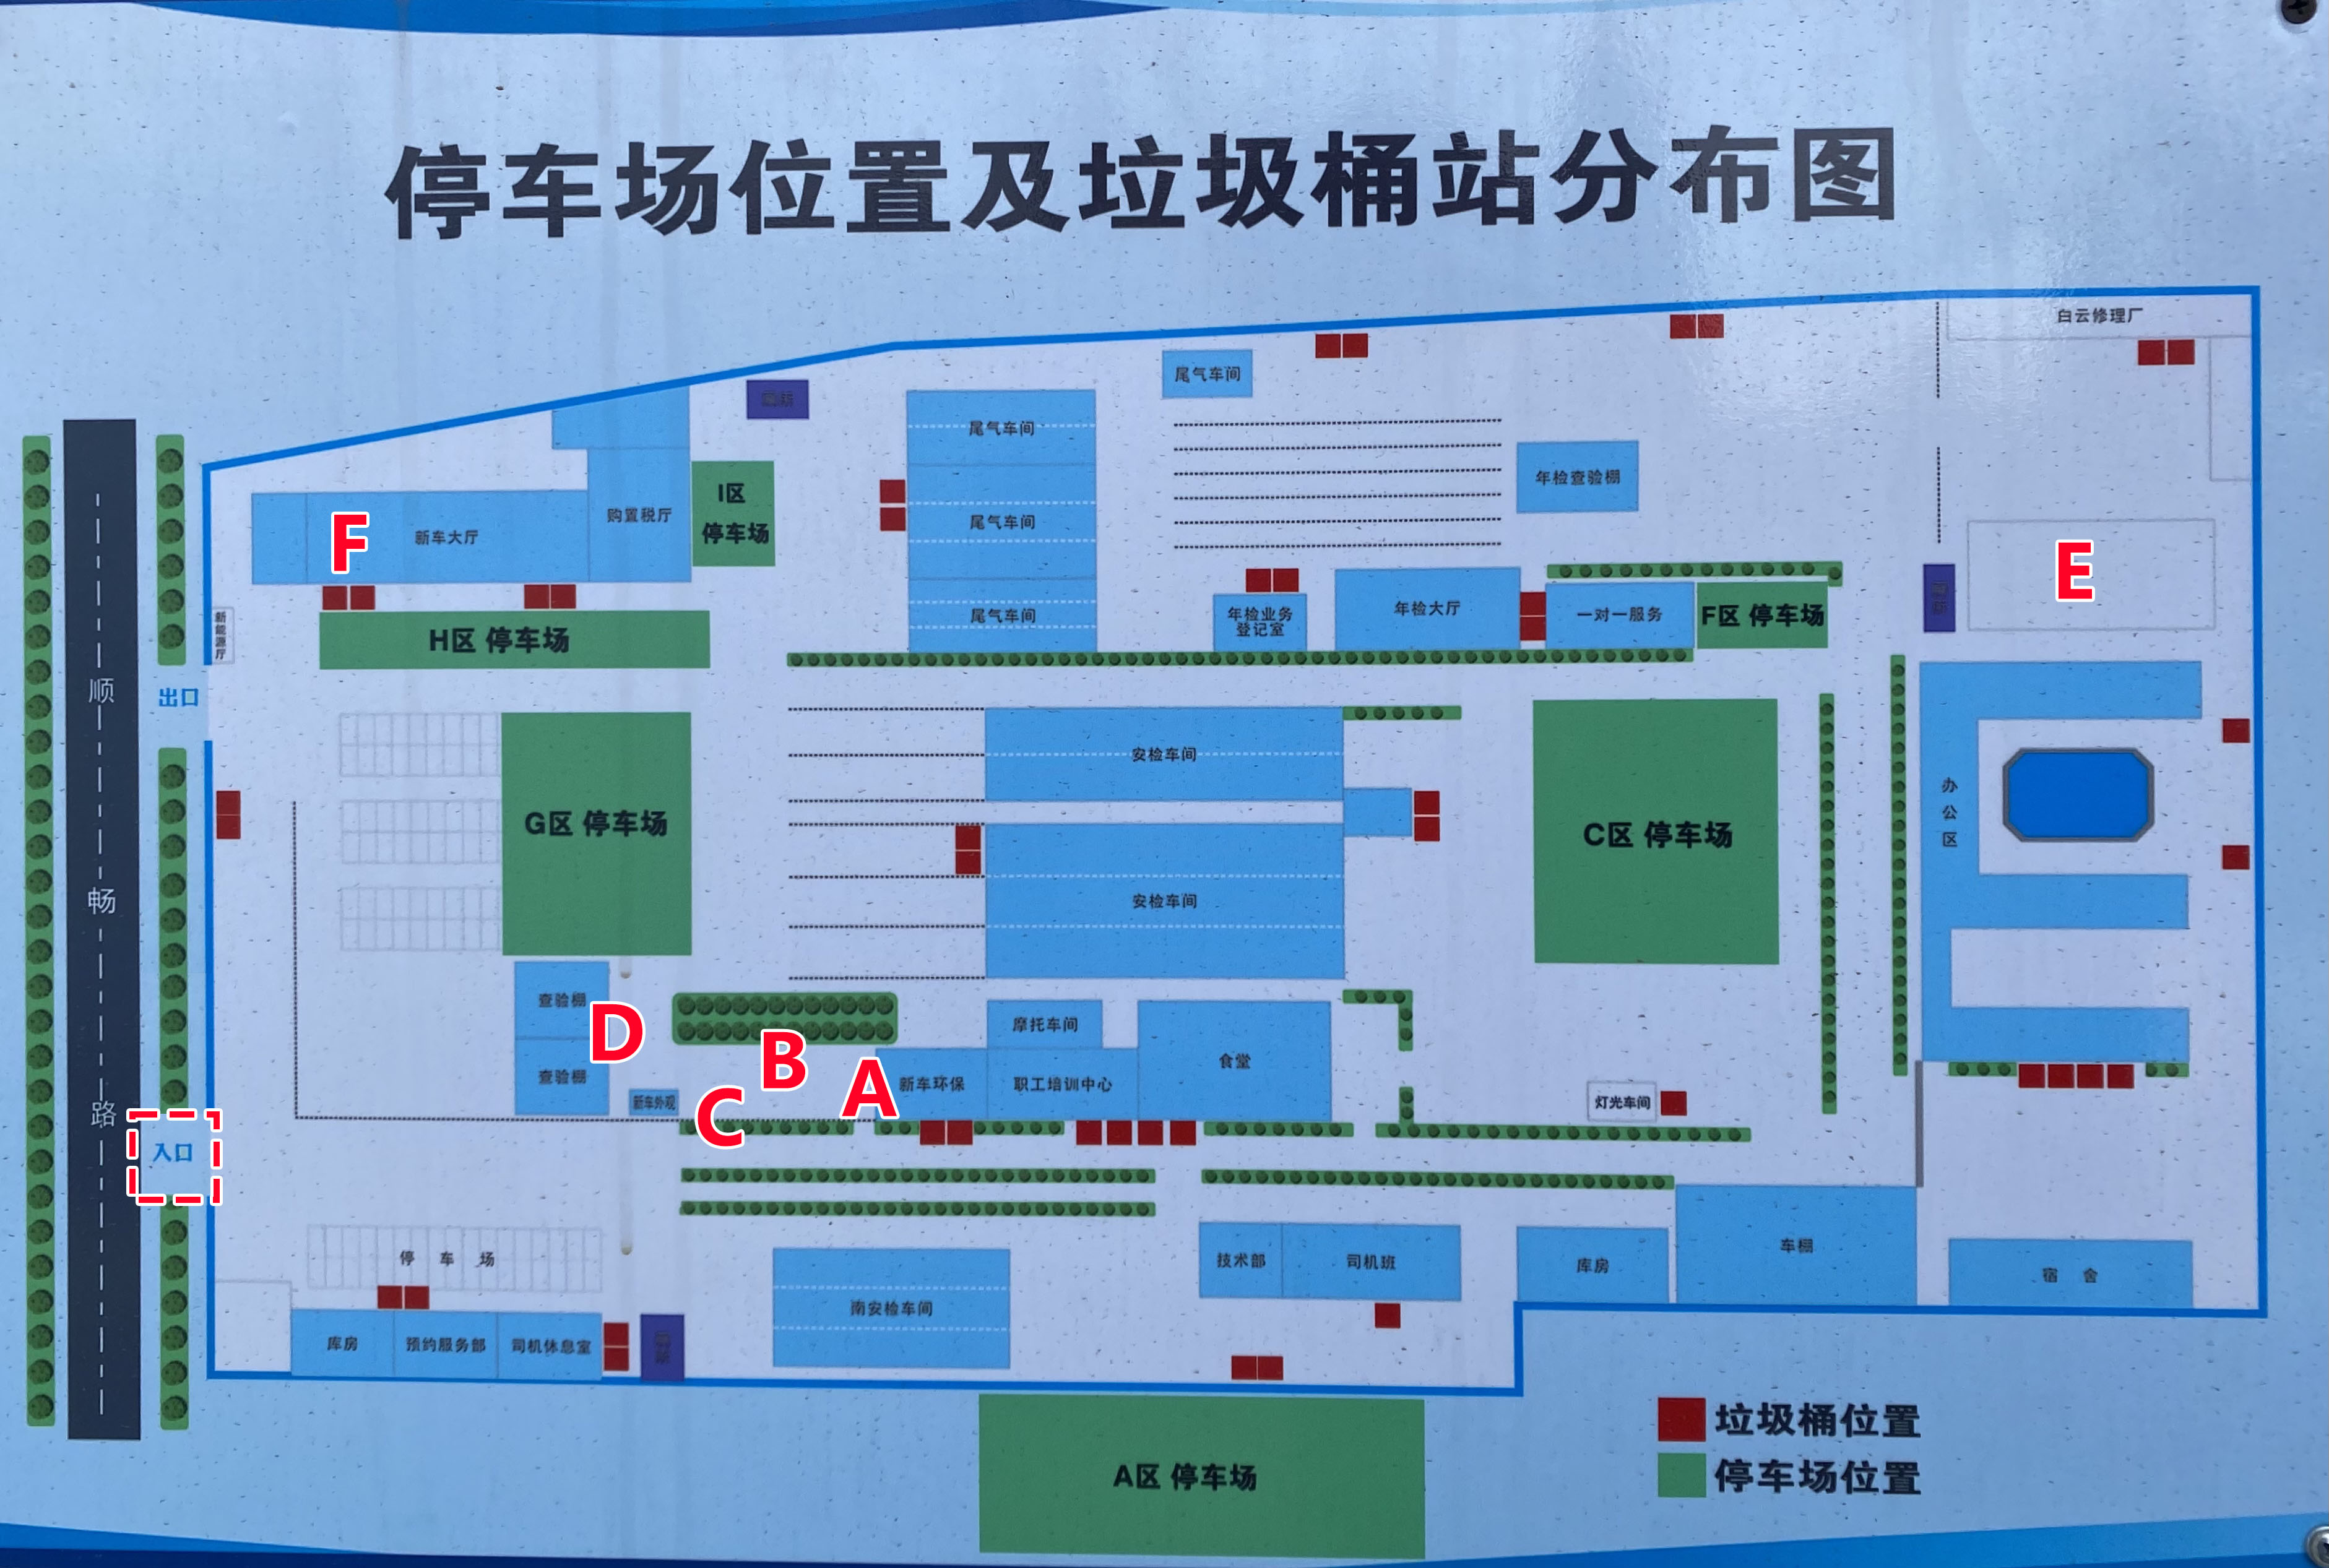 停车场位置及垃圾桶站分布图
白云修理厂
尾气车间
尾气车间
年检查验棚
I区
停车场
购置税厅
F
新车大厅
尾气车间
E
尾气车间
年检业务
登记室
年检大厅
一对一服务
F区 停车场
新能源厅
H区 停车场
出口
顺畅路
安检车间
办公区
G区 停车场
C区 停车场
安检车间
查验棚
D
摩托车间
B
食堂
查验棚
A
新车环保
职工培训中心
新车外观
C
灯光车间
入口
停车场
技术部
司机班
库房
车棚
宿舍
南安检车间
库房
预约服务部
司机休息室
A区 停车场
垃圾桶位置
停车场位置